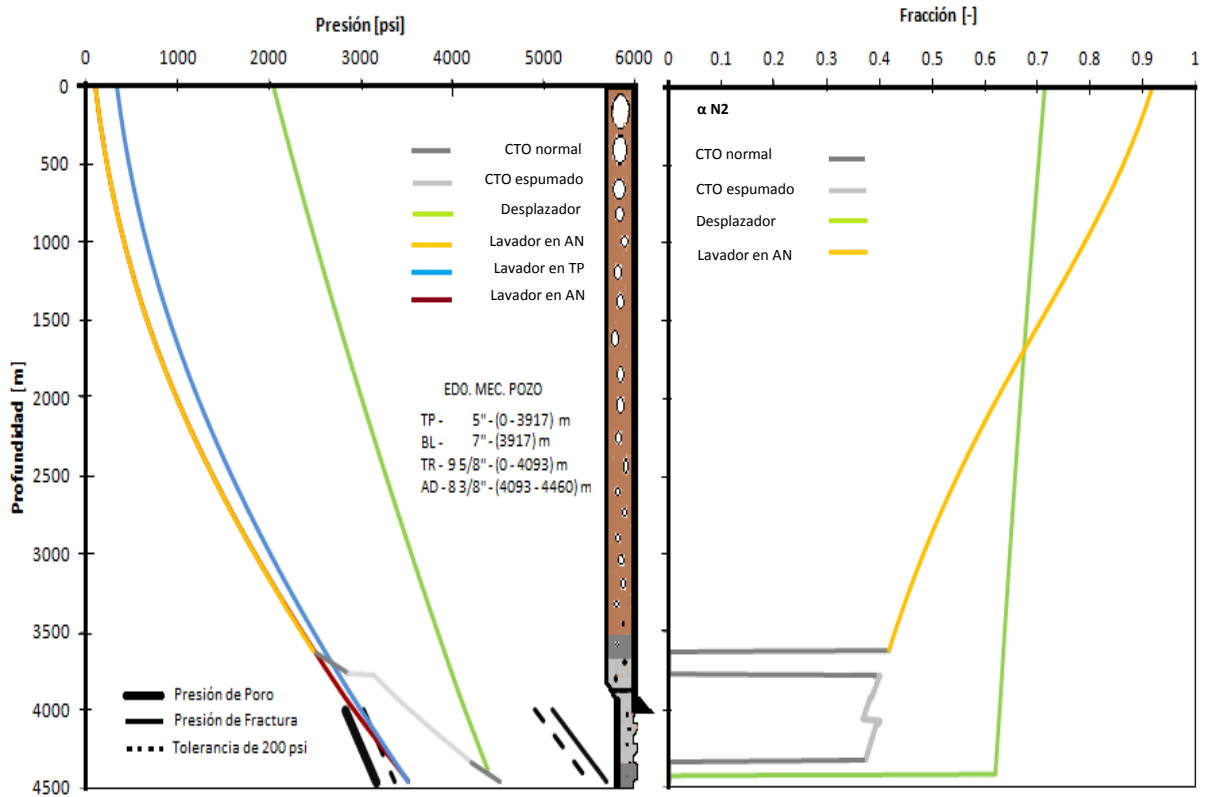 Presión [psi]
0 1000 2000 3000 4000 5000 6000
Profundidad [m]
0
500
1000
1500
2000
2500
3000
3500
4000
4500
CTO normal
CTO espumado
Desplazador
Lavador en AN
Lavador en TP
Lavador en AN
EDO. MEC. POZO
TP - 5" - (0 - 3917) m
BL - 7" - (3917) m
TR - 9 5/8" - (0 - 4093) m
AD - 8 3/8" - (4093 - 4460) m
Presión de Poro
Presión de Fractura
Tolerancia de 200 psi
Fracción [-]
0 0.1 0.2 0.3 0.4 0.5 0.6 0.7 0.8 0.9 1
α N2
CTO normal
CTO espumado
Desplazador
Lavador en AN